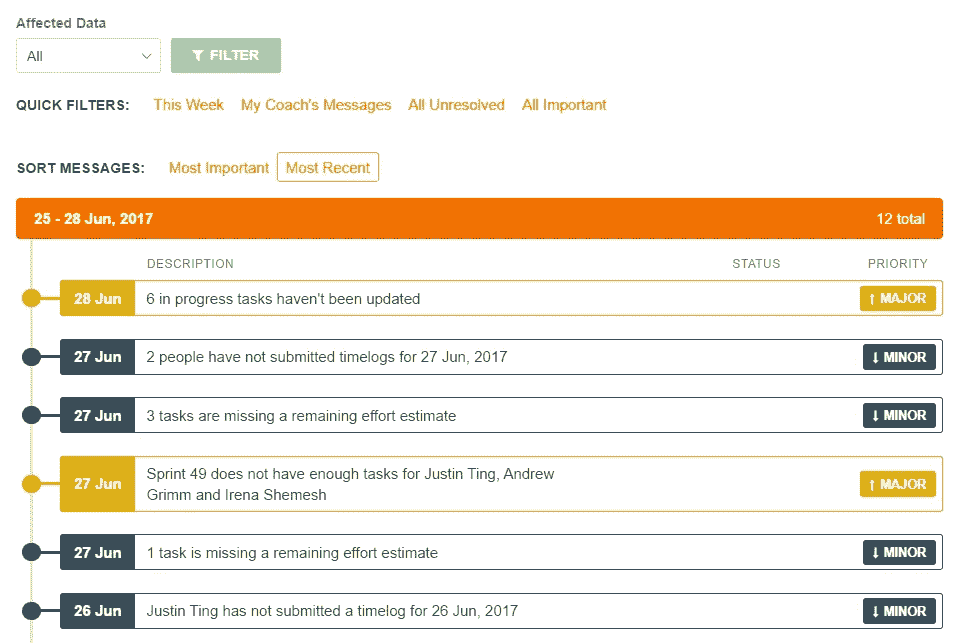 Affected Data
All
FILTER
QUICK FILTERS: This Week My Coach's Messages All Unresolved All Important
SORT MESSAGES: Most Important Most Recent
25 - 28 Jun, 2017 12 total
DESCRIPTION STATUS PRIORITY
28 Jun 6 in progress tasks haven't been updated ↑ MAJOR
27 Jun 2 people have not submitted timelogs for 27 Jun, 2017 ↓ MINOR
27 Jun 3 tasks are missing a remaining effort estimate ↓ MINOR
27 Jun Sprint 49 does not have enough tasks for Justin Ting, Andrew
Grimm and Irena Shemesh ↑ MAJOR
27 Jun 1 task is missing a remaining effort estimate ↓ MINOR
26 Jun Justin Ting has not submitted a timelog for 26 Jun, 2017 ↓ MINOR